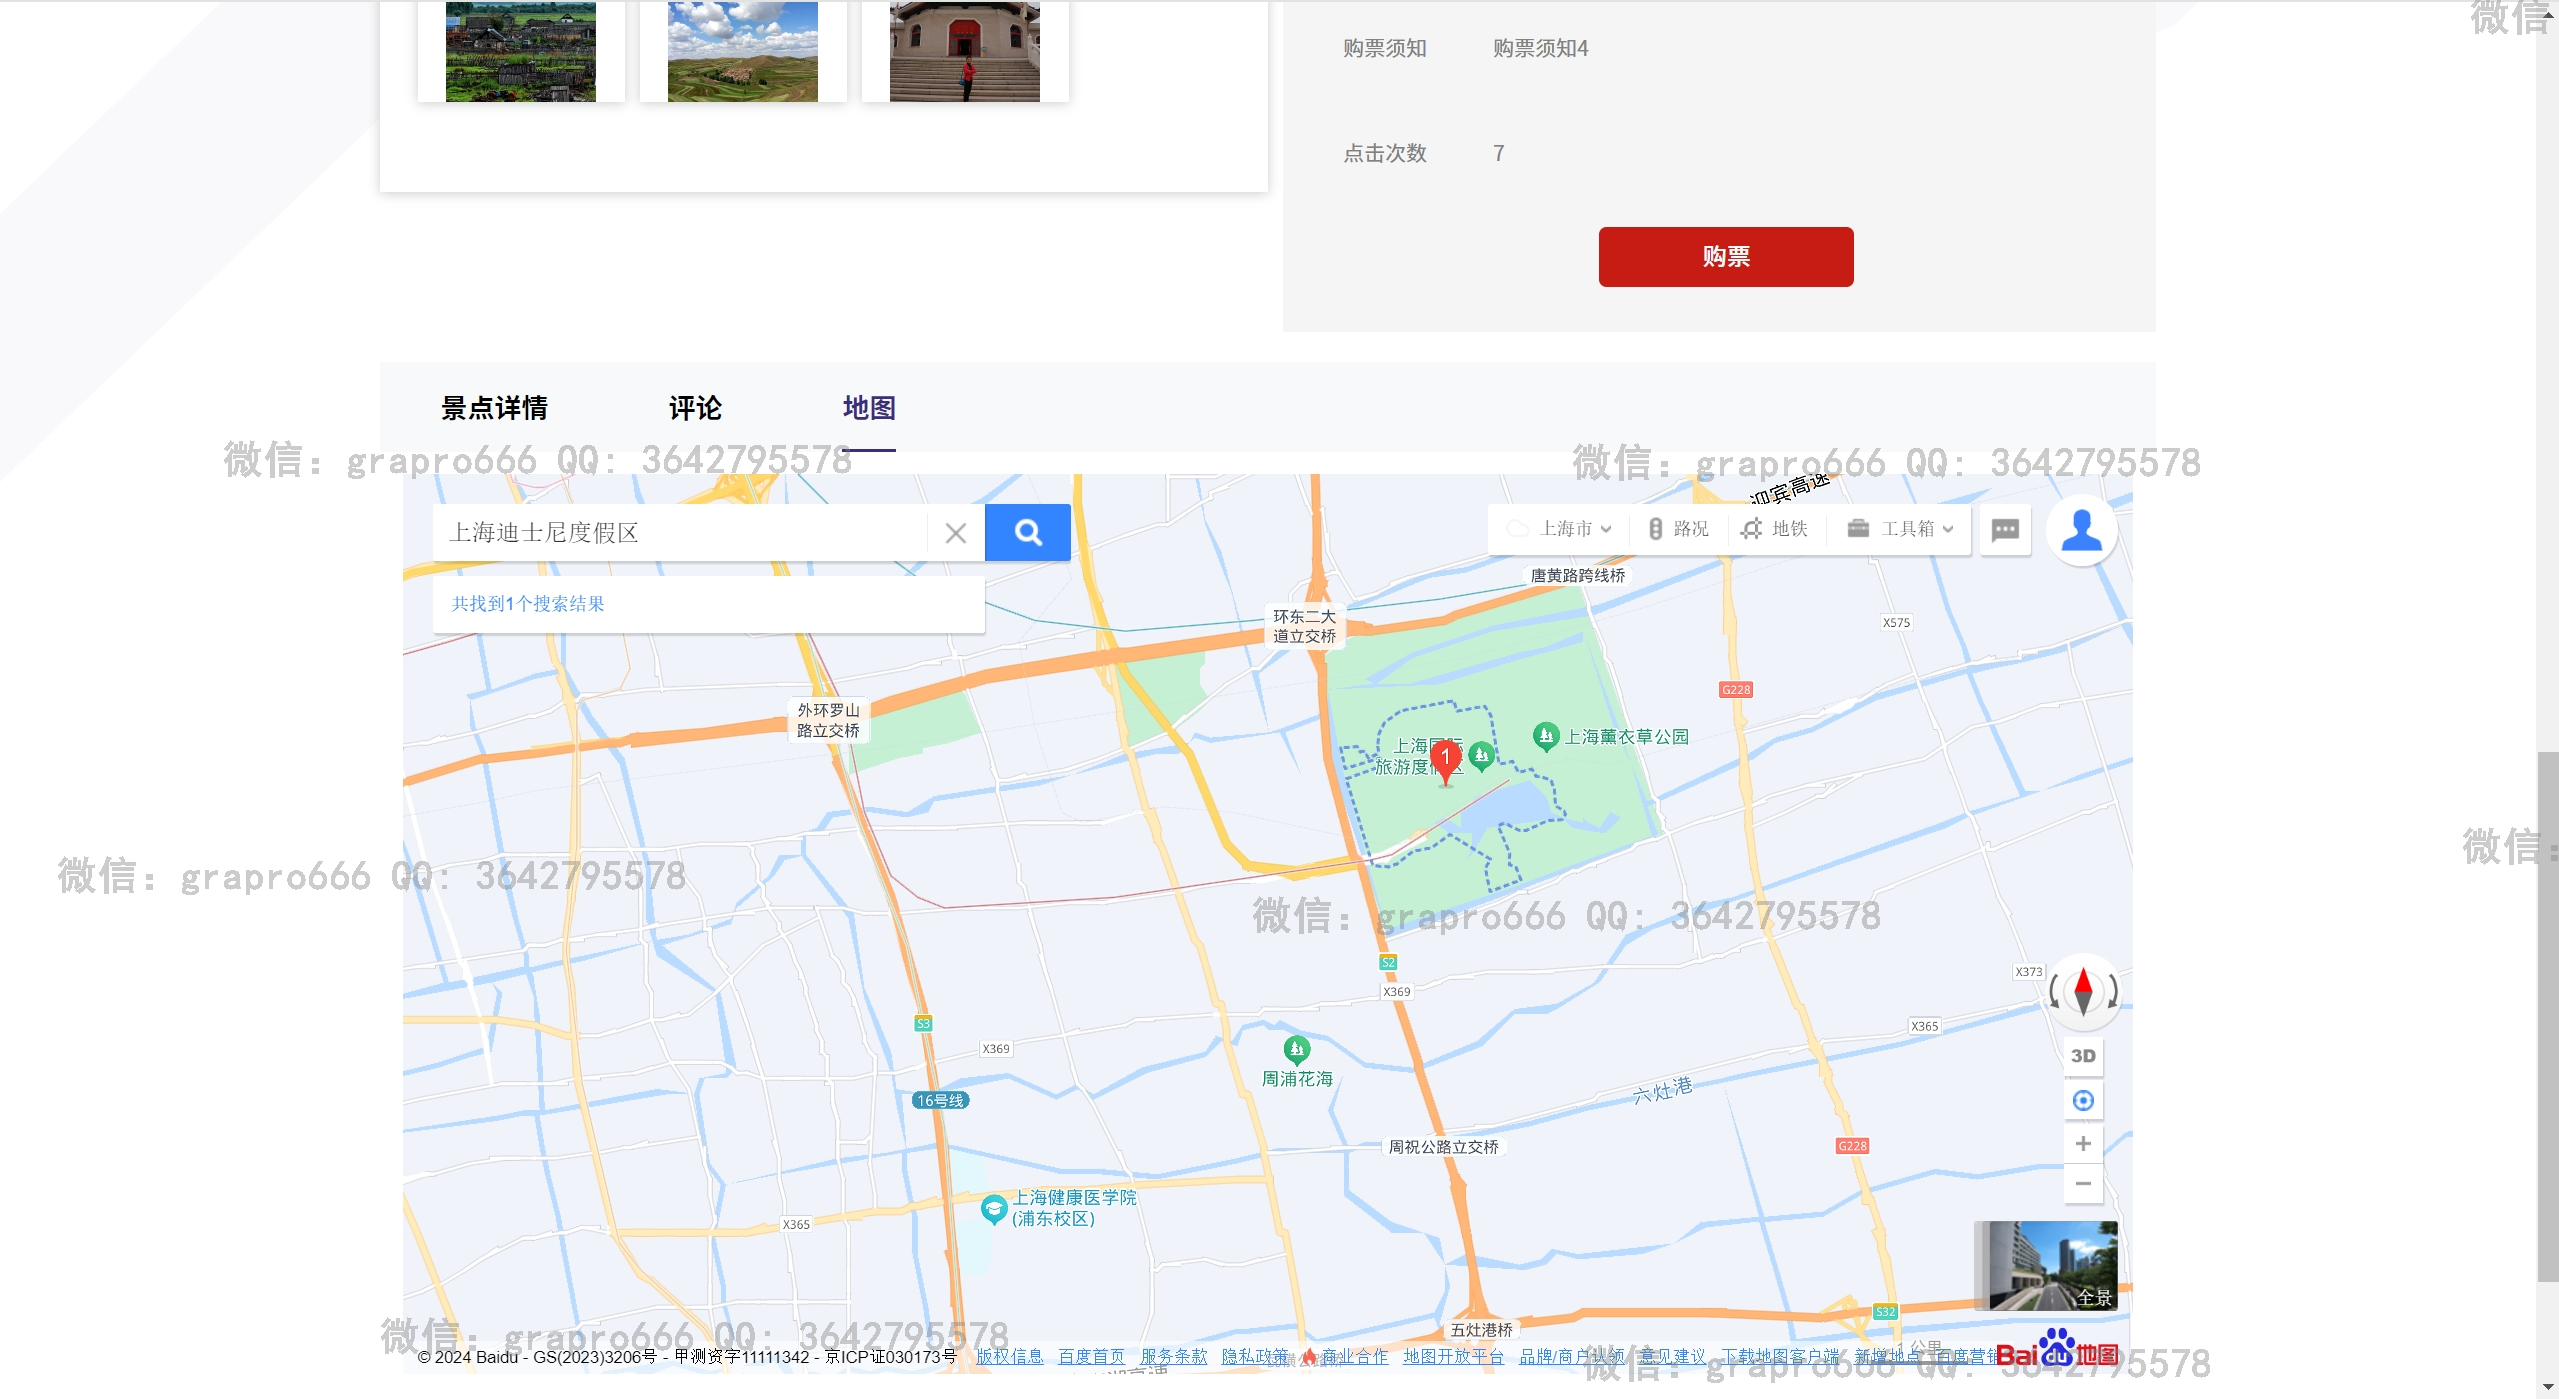 微信
购票须知 购票须知4
点击次数 7
购票
景点详情 评论 地图
微信: grapro666 QQ: 3642795578
微信: grapro666 QQ: 3642795578
迎宾高速
上海迪士尼度假区
上海市 路况 地铁 工具箱
共找到1个搜索结果
唐黄路跨线桥
环东二大
道立交桥
X575
G228
外环罗山
路立交桥
上海薰衣草公园
上海国际
旅游度假区
1
微信:
微信: grapro666 QQ: 3642795578
微信: grapro666 QQ: 3642795578
S2
X369
X373
S3
X365
X369
3D
周浦花海
六灶港
16号线
周祝公路立交桥
G228
上海健康医学院
(浦东校区)
X365
全景
S32
五灶港桥
微信: grapro666 QQ: 3642795578
1公里
© 2024 Baidu - GS(2023)3206号 - 甲测资字11111342 - 京ICP证030173号 版权信息 百度首页 服务条款 隐私政策 商业合作 地图开放平台 品牌/商户认领 意见建议 下载地图客户端 新增地点 百度营销
Bai du 地图
微信: grapro666 QQ: 3642795578